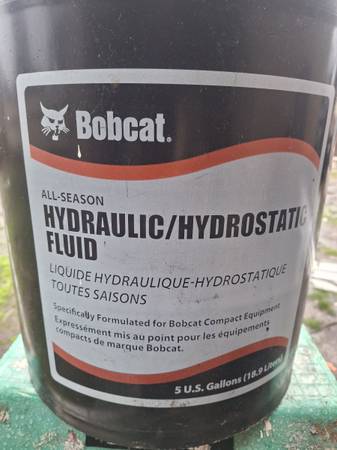 Bobcat.
ALL-SEASON
HYDRAULIC/HYDROSTATIC
FLUID
LIQUIDE HYDRAULIQUE-HYDROSTATIQUE
TOUTES SAISONS
Specifically Formulated for Bobcat Compact Equipment
Expressément mis au point pour les équipements
compacts de marque Bobcat.
5 U.S. Gallons (18.9 Liters)